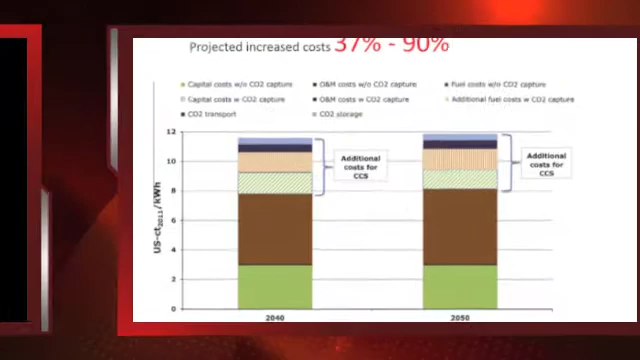 Projected increased costs 37% - 90%
Capital costs w/o CO2 capture
O&M costs w/o CO2 capture
Fuel costs w/o CO2 capture
Capital costs w CO2 capture
O&M costs w CO2 capture
Additional fuel costs w CO2 capture
CO2 transport
CO2 storage
US-ct2011/kWh
12
10
8
6
4
2
0
Additional
costs for
CCS
Additional
costs for
CCS
2040
2050